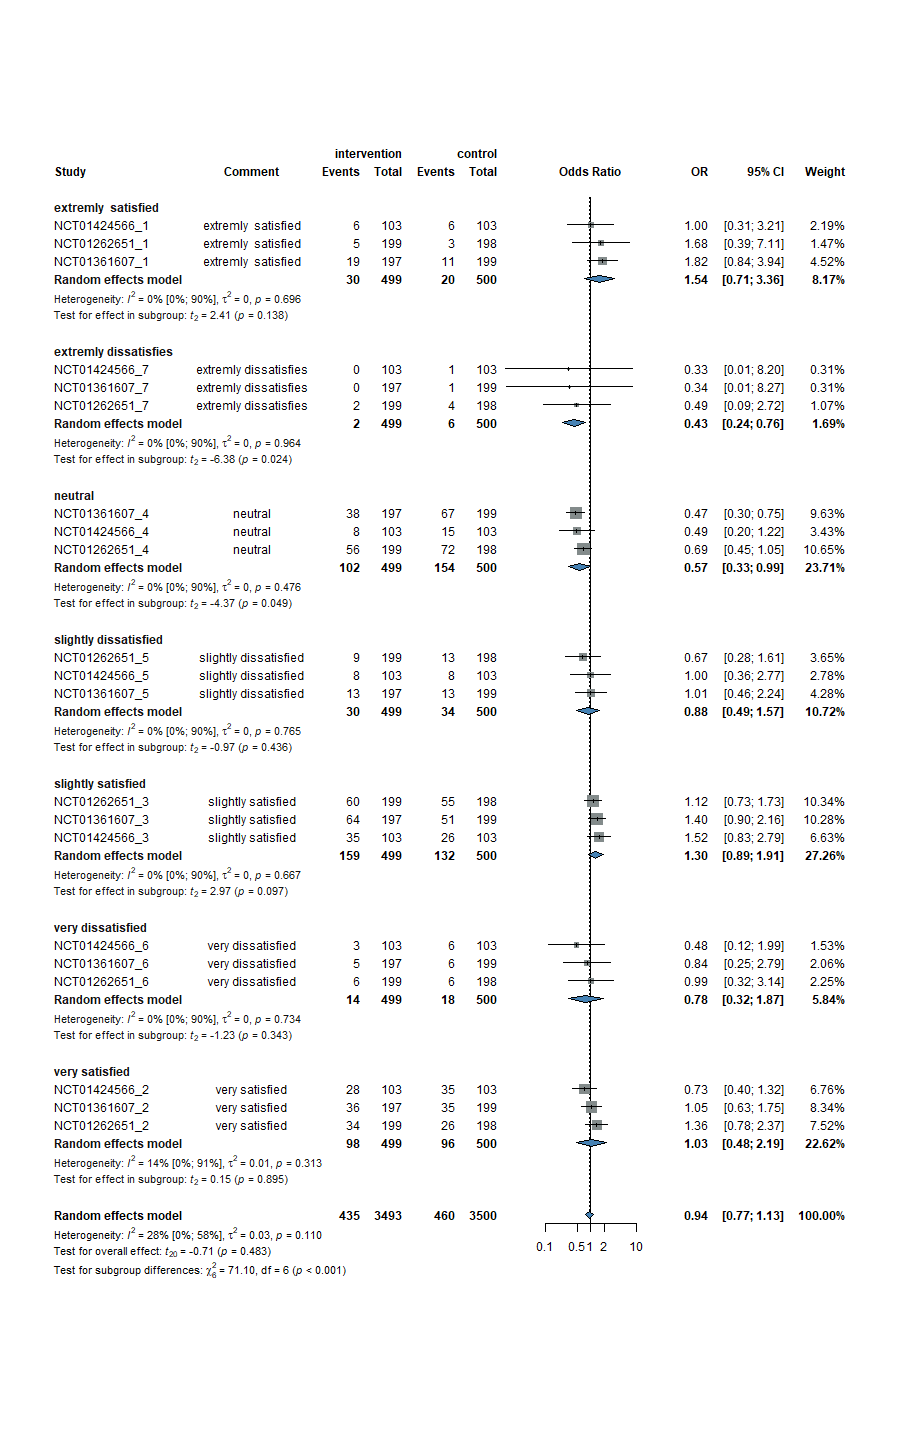 intervention control
Study Comment Events Total Events Total Odds Ratio OR 95% CI Weight
extremly  satisfied
NCT01424566_1 extremly  satisfied 6 103 6 103 1.00 [0.31; 3.21] 2.19%
NCT01262651_1 extremly  satisfied 5 199 3 198 1.68 [0.39; 7.11] 1.47%
NCT01361607_1 extremly  satisfied 19 197 11 199 1.82 [0.84; 3.94] 4.52%
Random effects model 30 499 20 500 1.54 [0.71; 3.36] 8.17%
Heterogeneity: I² = 0% [0%; 90%], τ² = 0, p = 0.696
Test for effect in subgroup: t₂ = 2.41 (p = 0.138)
extremly dissatisfies
NCT01424566_7 extremly dissatisfies 0 103 1 103 0.33 [0.01; 8.20] 0.31%
NCT01361607_7 extremly dissatisfies 0 197 1 199 0.34 [0.01; 8.27] 0.31%
NCT01262651_7 extremly dissatisfies 2 199 4 198 0.49 [0.09; 2.72] 1.07%
Random effects model 2 499 6 500 0.43 [0.24; 0.76] 1.69%
Heterogeneity: I² = 0% [0%; 90%], τ² = 0, p = 0.964
Test for effect in subgroup: t₂ = -6.38 (p = 0.024)
neutral
NCT01361607_4 neutral 38 197 67 199 0.47 [0.30; 0.75] 9.63%
NCT01424566_4 neutral 8 103 15 103 0.49 [0.20; 1.22] 3.43%
NCT01262651_4 neutral 56 199 72 198 0.69 [0.45; 1.05] 10.65%
Random effects model 102 499 154 500 0.57 [0.33; 0.99] 23.71%
Heterogeneity: I² = 0% [0%; 90%], τ² = 0, p = 0.476
Test for effect in subgroup: t₂ = -4.37 (p = 0.049)
slightly dissatisfied
NCT01262651_5 slightly dissatisfied 9 199 13 198 0.67 [0.28; 1.61] 3.65%
NCT01424566_5 slightly dissatisfied 8 103 8 103 1.00 [0.36; 2.77] 2.78%
NCT01361607_5 slightly dissatisfied 13 197 13 199 1.01 [0.46; 2.24] 4.28%
Random effects model 30 499 34 500 0.88 [0.49; 1.57] 10.72%
Heterogeneity: I² = 0% [0%; 90%], τ² = 0, p = 0.765
Test for effect in subgroup: t₂ = -0.97 (p = 0.436)
slightly satisfied
NCT01262651_3 slightly satisfied 60 199 55 198 1.12 [0.73; 1.73] 10.34%
NCT01361607_3 slightly satisfied 64 197 51 199 1.40 [0.90; 2.16] 10.28%
NCT01424566_3 slightly satisfied 35 103 26 103 1.52 [0.83; 2.79] 6.63%
Random effects model 159 499 132 500 1.30 [0.89; 1.91] 27.26%
Heterogeneity: I² = 0% [0%; 90%], τ² = 0, p = 0.667
Test for effect in subgroup: t₂ = 2.97 (p = 0.097)
very dissatisfied
NCT01424566_6 very dissatisfied 3 103 6 103 0.48 [0.12; 1.99] 1.53%
NCT01361607_6 very dissatisfied 5 197 6 199 0.84 [0.25; 2.79] 2.06%
NCT01262651_6 very dissatisfied 6 199 6 198 0.99 [0.32; 3.14] 2.25%
Random effects model 14 499 18 500 0.78 [0.32; 1.87] 5.84%
Heterogeneity: I² = 0% [0%; 90%], τ² = 0, p = 0.734
Test for effect in subgroup: t₂ = -1.23 (p = 0.343)
very satisfied
NCT01424566_2 very satisfied 28 103 35 103 0.73 [0.40; 1.32] 6.76%
NCT01361607_2 very satisfied 36 197 35 199 1.05 [0.63; 1.75] 8.34%
NCT01262651_2 very satisfied 34 199 26 198 1.36 [0.78; 2.37] 7.52%
Random effects model 98 499 96 500 1.03 [0.48; 2.19] 22.62%
Heterogeneity: I² = 14% [0%; 91%], τ² = 0.01, p = 0.313
Test for effect in subgroup: t₂ = 0.15 (p = 0.895)
Random effects model 435 3493 460 3500 0.94 [0.77; 1.13] 100.00%
Heterogeneity: I² = 28% [0%; 58%], τ² = 0.03, p = 0.110
0.1 0.5 1 2 10
Test for overall effect: t₂₀ = -0.71 (p = 0.483)
Test for subgroup differences: χ²₆ = 71.10, df = 6 (p < 0.001)